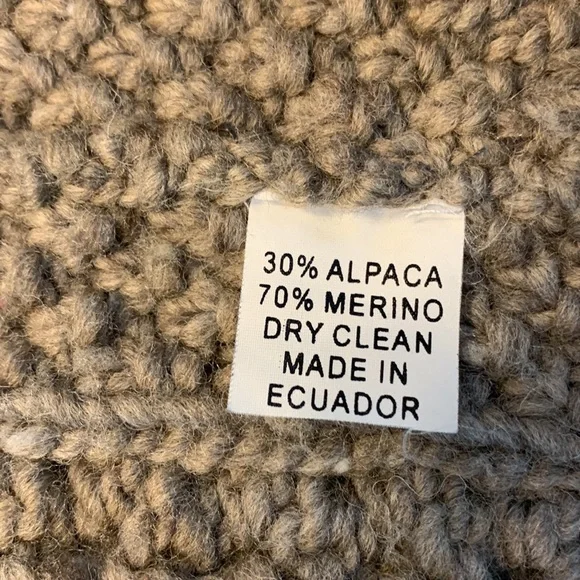 30% ALPACA
70% MERINO
DRY CLEAN
MADE IN
ECUADOR